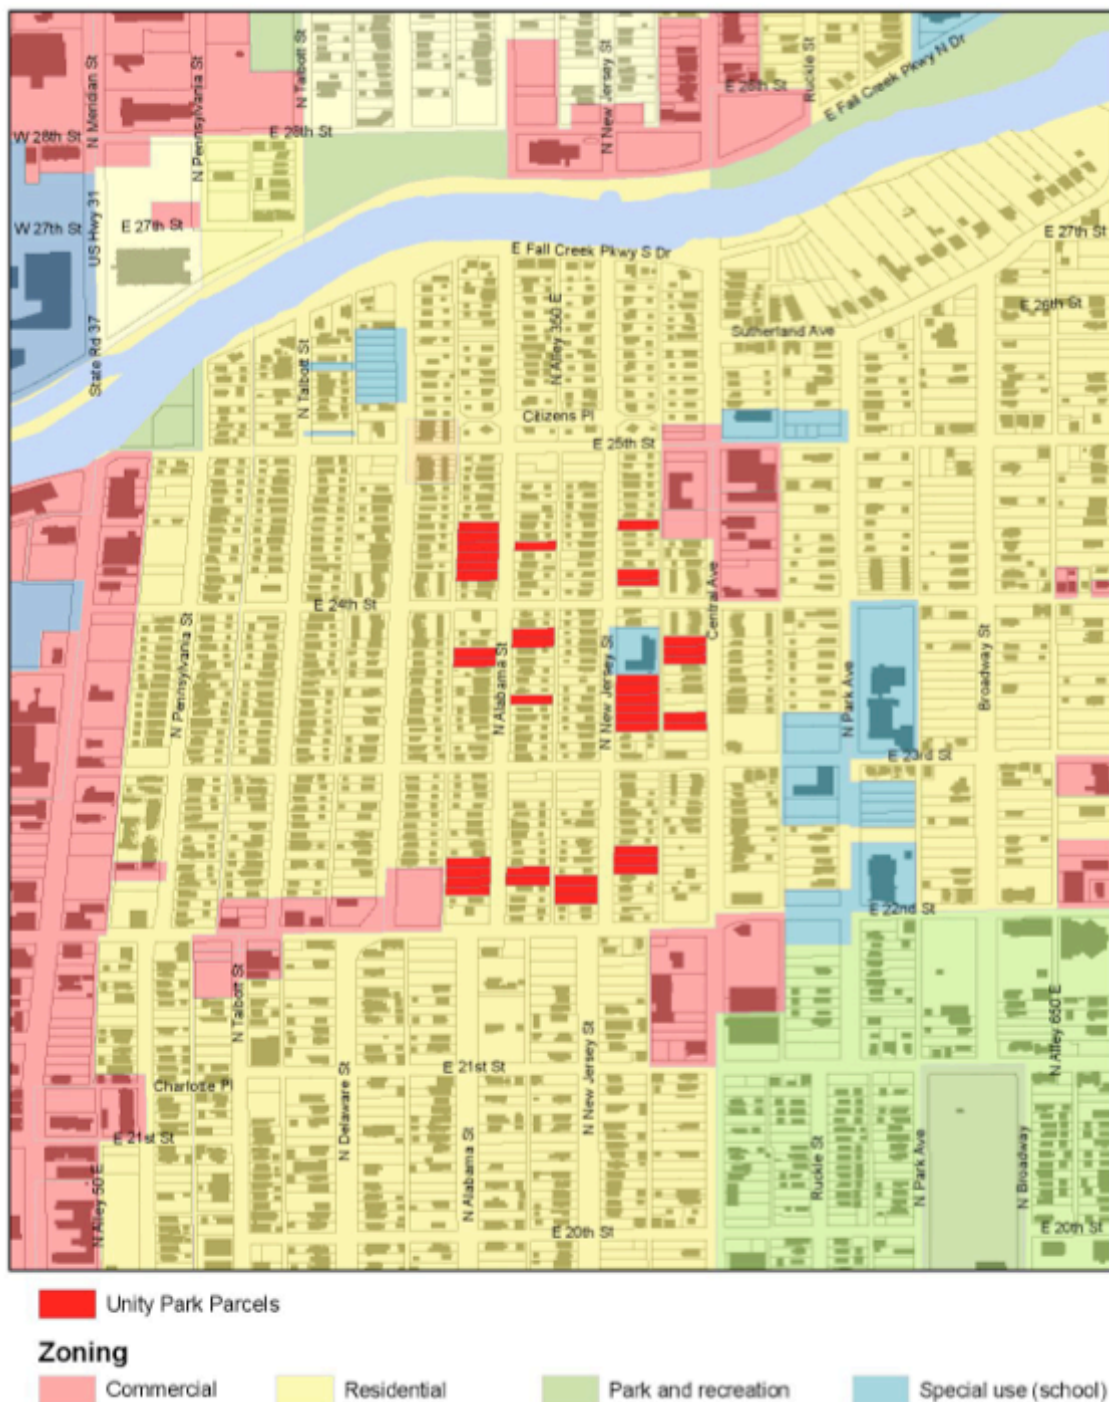 N Meridian St
N Pennsylvania St
N Talbott St
N New Jersey St
Ruckle St
E Fall Creek Pkwy N Dr
E 28th St
W 28th St
E 28th St
US Hwy 31
W 27th St
E 27th St
E 27th St
E Fall Creek Pkwy S Dr
N Alley 350 E
E 26th St
Sutherland Ave
State Rd 37
N Talbott St
Citizens Pl
E 25th St
E 24th St
Central Ave
N Pennsylvania St
N Alabama St
N New Jersey St
N Park Ave
Broadway St
E 23rd St
E 22nd St
N Talbott St
N Alley 650 E
N New Jersey St
E 21st St
Charlotte Pl
N Delaware St
E 21st St
N Alabama St
Ruckle St
N Park Ave
N Broadway
N Alley 50 E
E 20th St
E 20th St
Unity Park Parcels
Zoning
Commercial
Residential
Park and recreation
Special use (school)